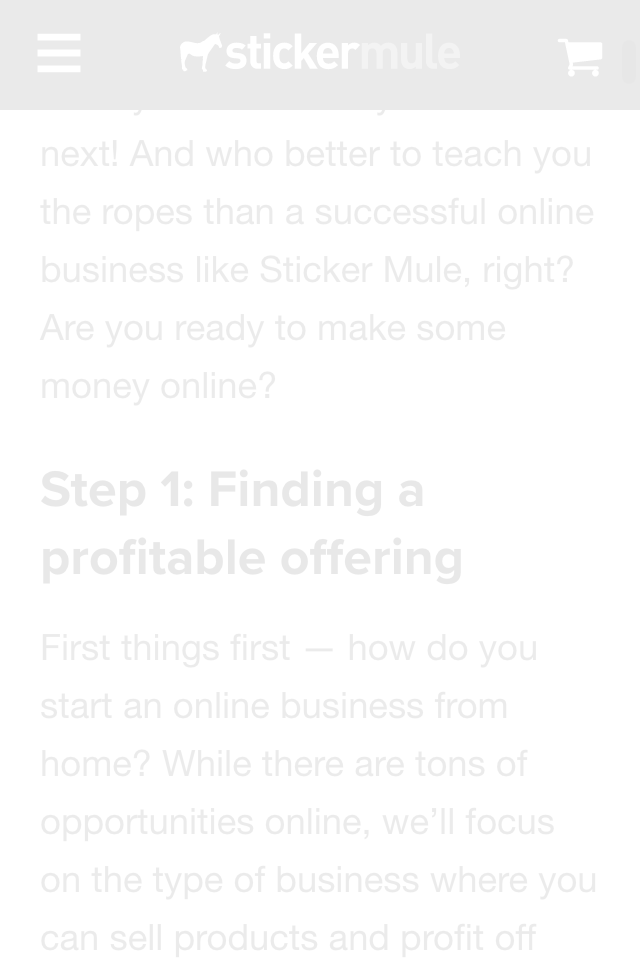 stickermule
next! And who better to teach you
the ropes than a successful online
business like Sticker Mule, right?
Are you ready to make some
money online?
Step 1: Finding a
profitable offering
First things first — how do you
start an online business from
home? While there are tons of
opportunities online, we’ll focus
on the type of business where you
can sell products and profit off